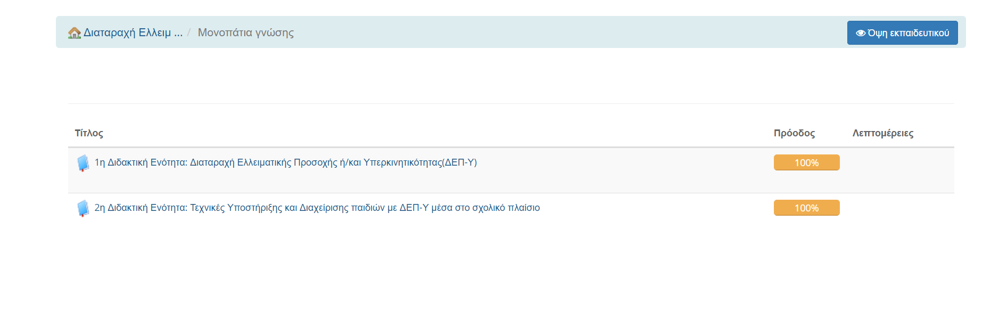 Διαταραχή Ελλειμ ... / Μονοπάτια γνώσης
Όψη εκπαιδευτικού
Τίτλος Πρόοδος Λεπτομέρειες
1η Διδακτική Ενότητα: Διαταραχή Ελλειματικής Προσοχής ή/και Υπερκινητικότητας(ΔΕΠ-Υ) 100%
2η Διδακτική Ενότητα: Τεχνικές Υποστήριξης και Διαχείρισης παιδιών με ΔΕΠ-Υ μέσα στο σχολικό πλαίσιο 100%